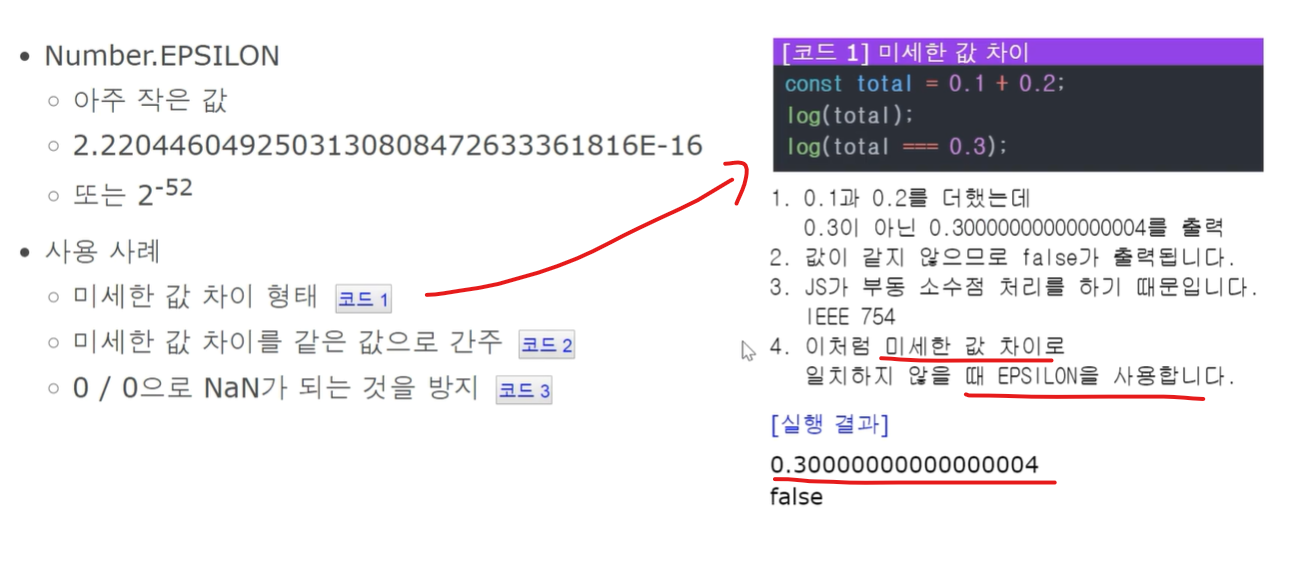 Number.EPSILON
아주 작은 값
2.2204460492503130808472633361816E-16
또는 2-52
사용 사례
미세한 값 차이 형태 코드 1
미세한 값 차이를 같은 값으로 간주 코드 2
0 / 0으로 NaN가 되는 것을 방지 코드 3
[코드 1] 미세한 값 차이
const total = 0.1 + 0.2;
log(total);
log(total === 0.3);
1. 0.1과 0.2를 더했는데
0.3이 아닌 0.30000000000000004를 출력
2. 값이 같지 않으므로 false가 출력됩니다.
3. JS가 부동 소수점 처리를 하기 때문입니다.
IEEE 754
4. 이처럼 미세한 값 차이로
일치하지 않을 때 EPSILON을 사용합니다.
[실행 결과]
0.30000000000000004
false